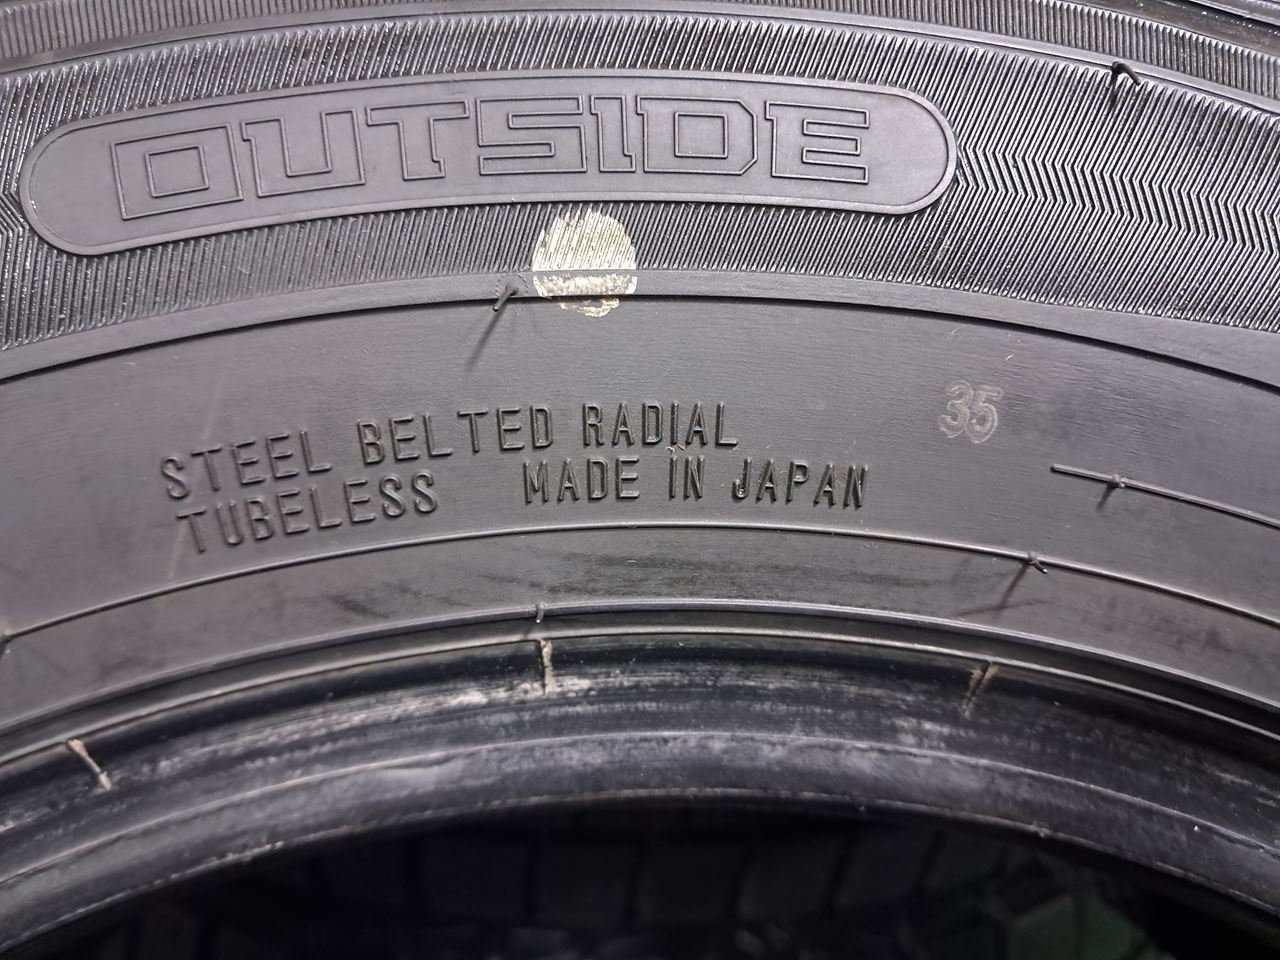 OUTSIDE
35
STEEL BELTED RADIAL
TUBELESS MADE IN JAPAN